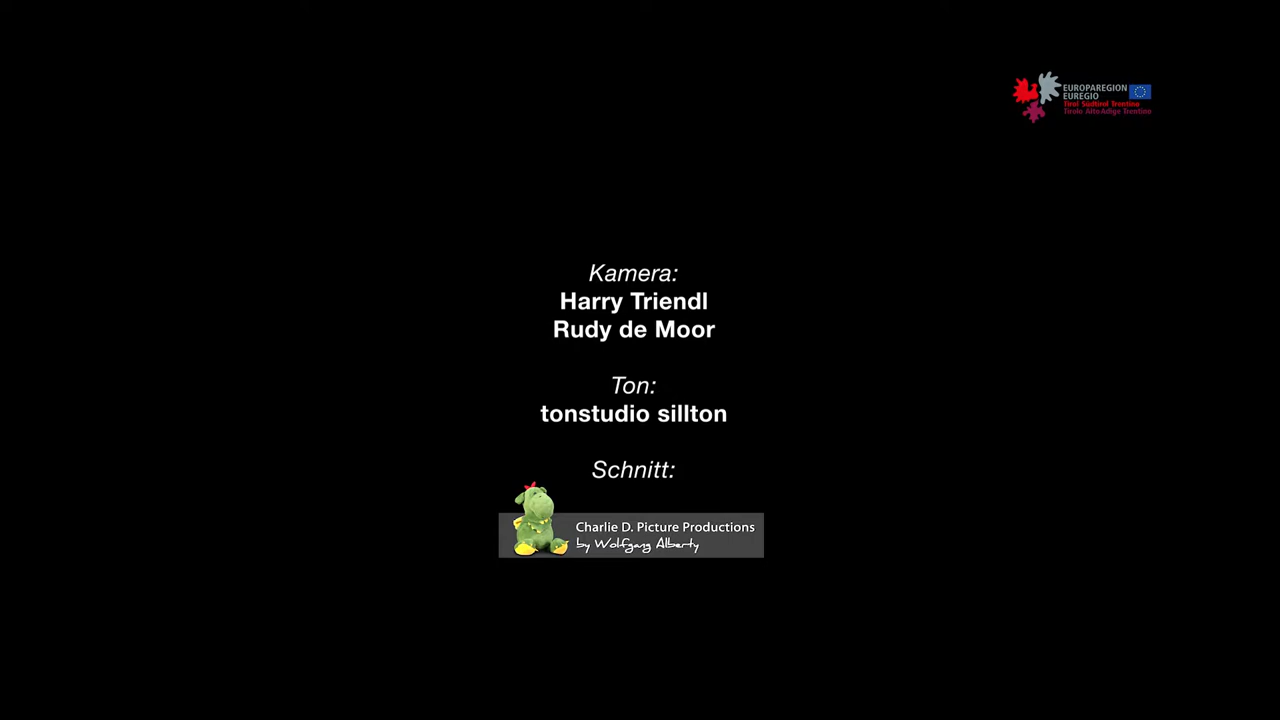 EUROPAREGION
EUREGIO
Tirol Südtirol Trentino
Tirolo Alto Adige Trentino
Kamera:
Harry Triendl
Rudy de Moor
Ton:
tonstudio sillton
Schnitt:
Charlie D. Picture Productions
by Wolfgang Alberty